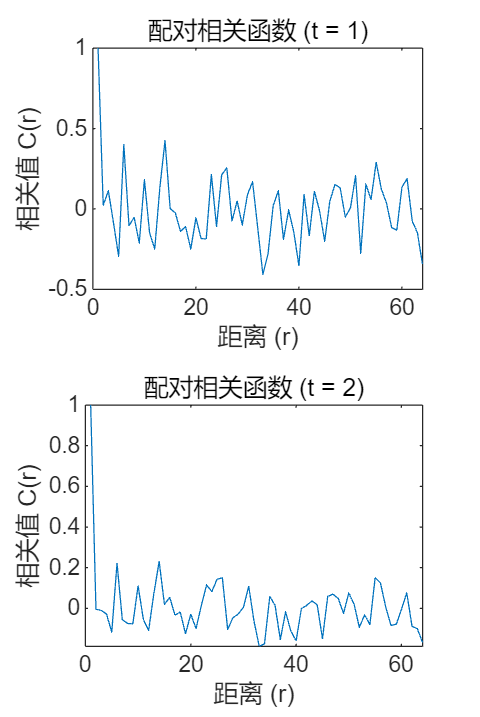 配对相关函数 (t = 1)
1
0.5
0
-0.5
相关值 C(r)
0 20 40 60
距离 (r)
配对相关函数 (t = 2)
1
0.8
0.6
0.4
0.2
0
相关值 C(r)
0 20 40 60
距离 (r)